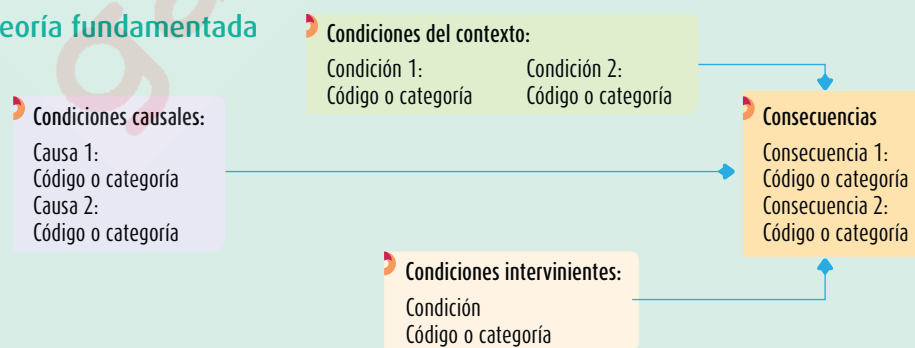 eoría fundamentada
Condiciones del contexto:
Condición 1: Condición 2:
Código o categoría Código o categoría
Condiciones causales:
Causa 1:
Código o categoría
Causa 2:
Código o categoría
Consecuencias
Consecuencia 1:
Código o categoría
Consecuencia 2:
Código o categoría
Condiciones intervinientes:
Condición
Código o categoría